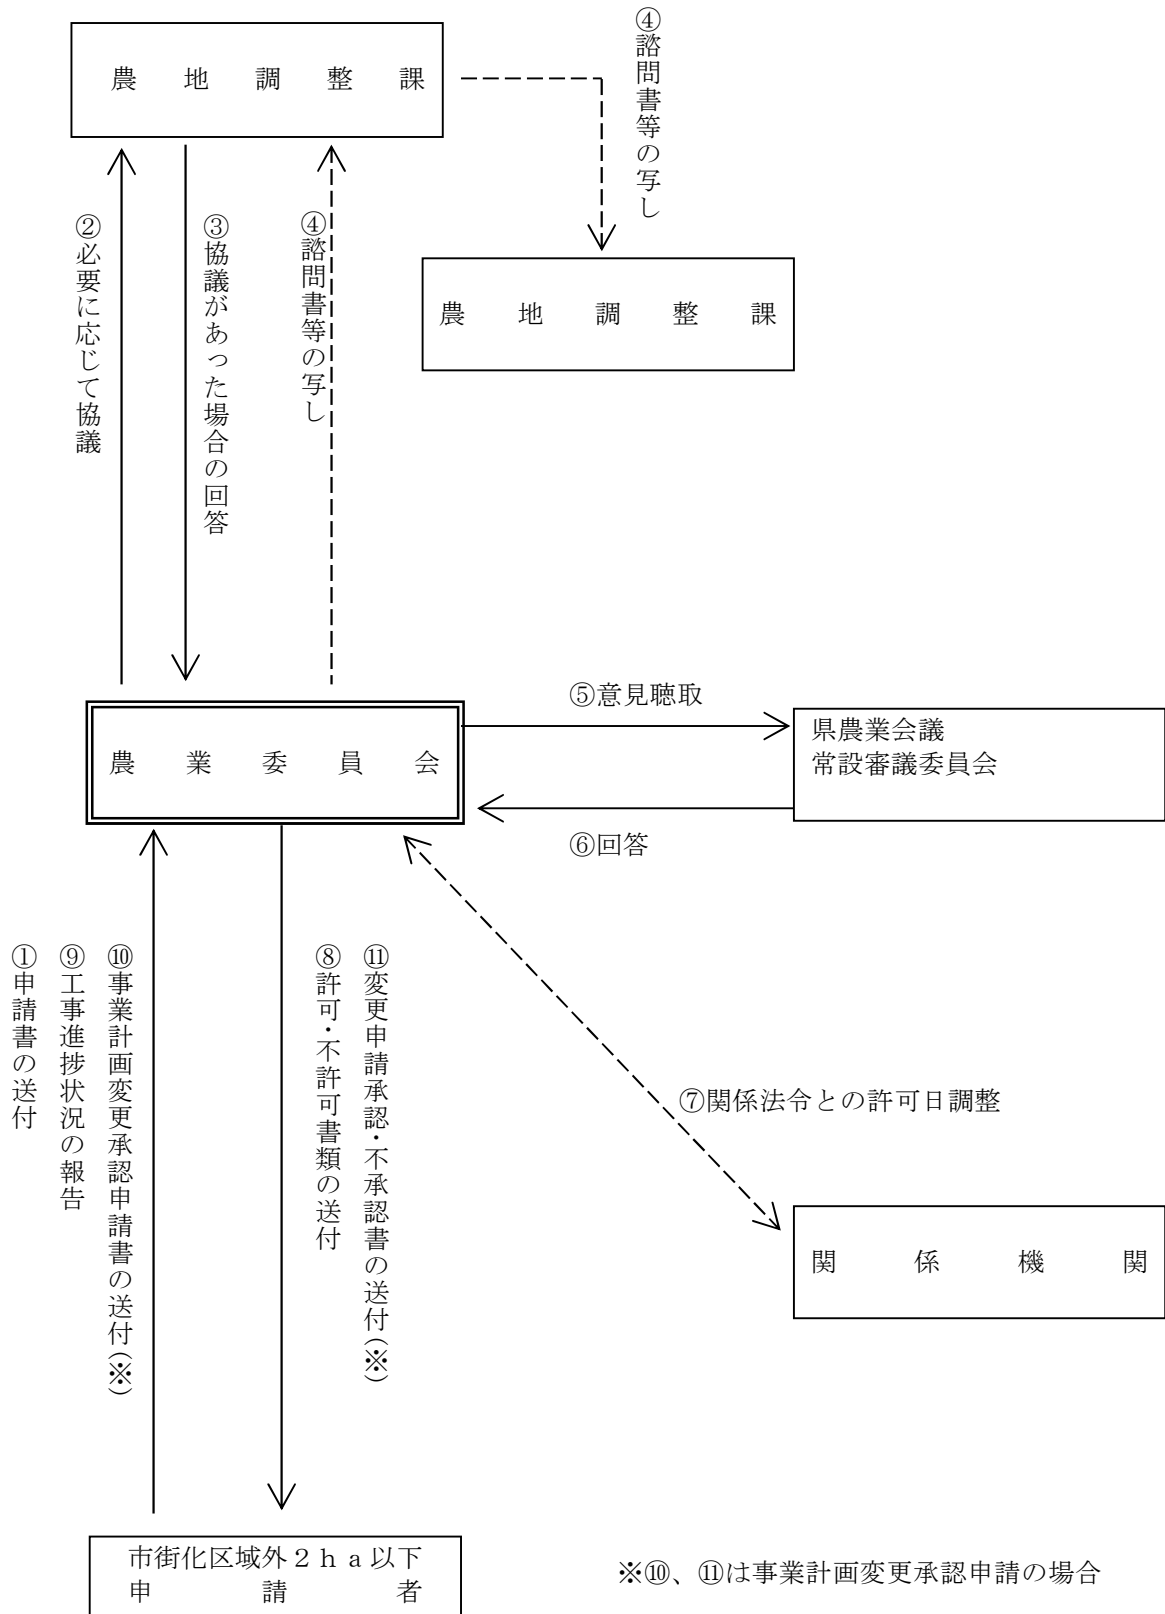 農地調整課
④諮問書等の写し
②必要に応じて協議
③協議があった場合の回答
④諮問書等の写し
農地調整課
農業委員会
⑤意見聴取
県農業会議
常設審議委員会
⑥回答
①申請書の送付
⑨工事進捗状況の報告
⑩事業計画変更承認申請書の送付(※)
⑧許可・不許可書類の送付
⑪変更申請承認・不承認書の送付(※)
⑦関係法令との許可日調整
関係機関
市街化区域外2ha以下
申請者
※⑩、⑪は事業計画変更承認申請の場合